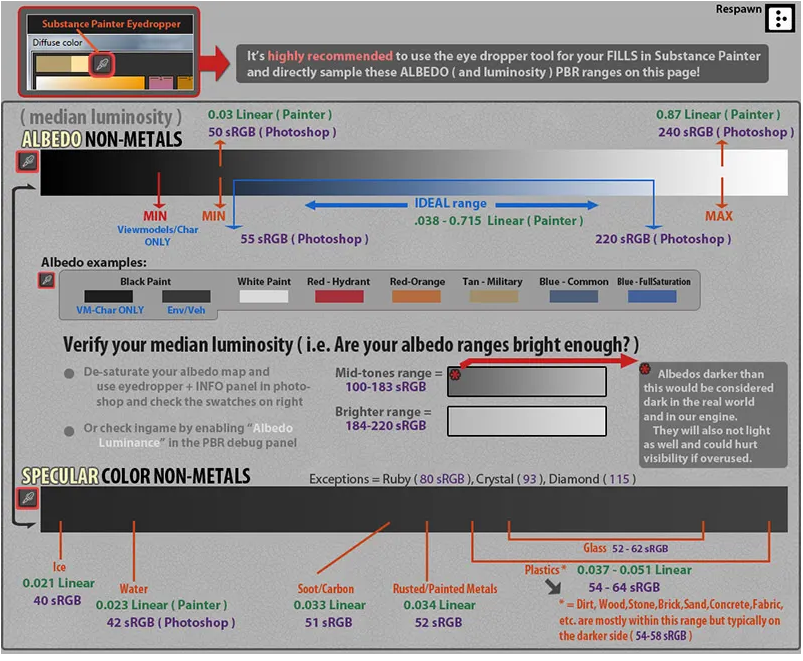 Respawn
Substance Painter Eyedropper
Diffuse color
It's highly recommended to use the eye dropper tool for your FILLS in Substance Painter
and directly sample these ALBEDO ( and luminosity ) PBR ranges on this page!
( median luminosity )
ALBEDO NON-METALS
0.03 Linear ( Painter )
50 sRGB ( Photoshop )
0.87 Linear ( Painter )
240 sRGB ( Photoshop )
MIN
Viewmodels/Char
ONLY
MIN
IDEAL range
.038 - 0.715 Linear ( Painter )
MAX
55 sRGB ( Photoshop )
220 sRGB ( Photoshop )
Albedo examples:
Black Paint
White Paint
Red - Hydrant
Red-Orange
Tan - Military
Blue - Common
Blue - FullSaturation
VM-Char ONLY
Env/Veh
Verify your median luminosity ( i.e. Are your albedo ranges bright enough? )
De-saturate your albedo map and
use eyedropper + INFO panel in photo-
shop and check the swatches on right
Or check ingame by enabling "Albedo
Luminance" in the PBR debug panel
Mid-tones range =
100-183 sRGB
Brighter range =
184-220 sRGB
Albedos darker than
this would be considered
dark in the real world
and in our engine.
They will also not light
as well and could hurt
visibility if overused.
SPECULAR COLOR NON-METALS
Exceptions = Ruby ( 80 sRGB ), Crystal ( 93 ), Diamond ( 115 )
Ice
0.021 Linear
40 sRGB
Water
0.023 Linear ( Painter )
42 sRGB ( Photoshop )
Soot/Carbon
0.033 Linear
51 sRGB
Rusted/Painted Metals
0.034 Linear
52 sRGB
Glass 52 - 62 sRGB
Plastics * 0.037 - 0.051 Linear
54 - 64 sRGB
* = Dirt, Wood,Stone,Brick,Sand,Concrete,Fabric,
etc. are mostly within this range but typically on
the darker side ( 54-58 sRGB )